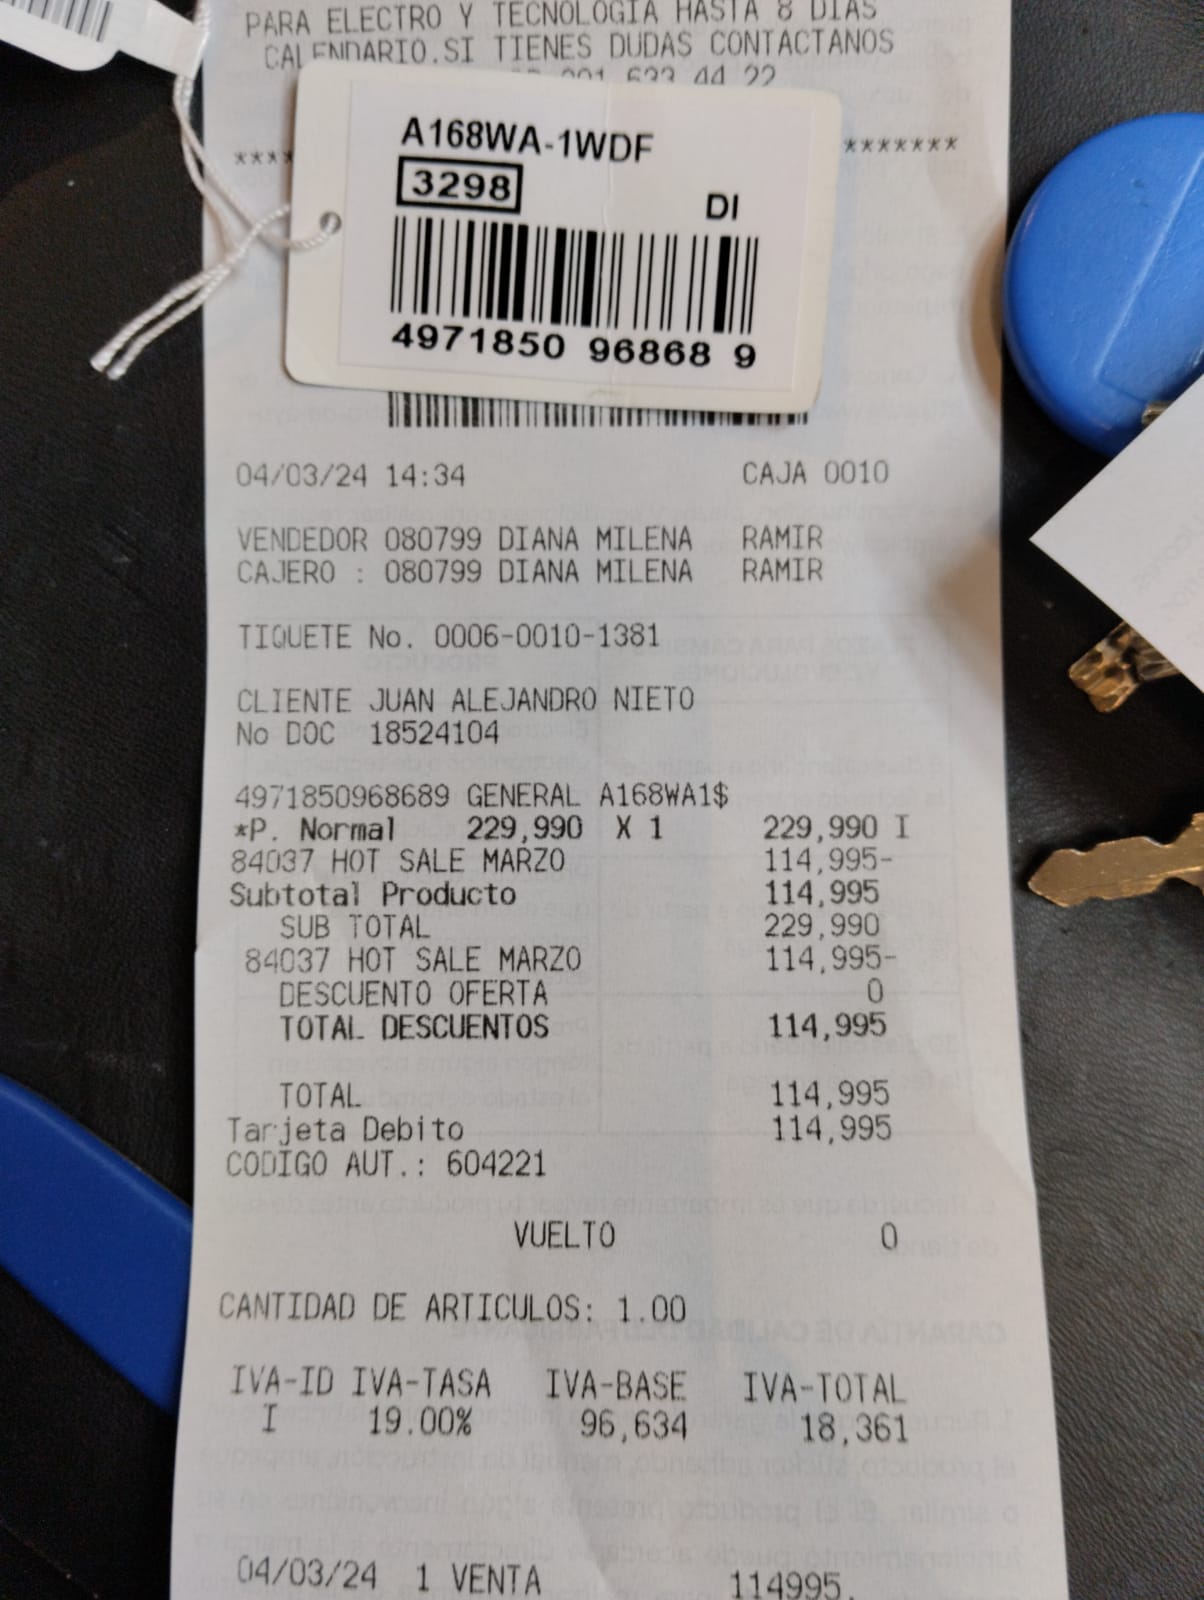 PARA ELECTRO Y TECNOLOGIA HASTA 8 DIAS
CALENDARIO.SI TIENES DUDAS CONTACTANOS
633 44 22
A168WA-1WDF
3298
DI
4971850 96868 9
04/03/24 14:34 CAJA 0010
VENDEDOR 080799 DIANA MILENA RAMIR
CAJERO : 080799 DIANA MILENA RAMIR
TIQUETE No. 0006-0010-1381
CLIENTE JUAN ALEJANDRO NIETO
No DOC 18524104
4971850968689 GENERAL A168WA1$
*P. Normal 229,990 X 1 229,990 I
84037 HOT SALE MARZO 114,995-
Subtotal Producto 114,995
SUB TOTAL 229,990
84037 HOT SALE MARZO 114,995-
DESCUENTO OFERTA 0
TOTAL DESCUENTOS 114,995
TOTAL 114,995
Tarjeta Debito 114,995
CODIGO AUT.: 604221
VUELTO 0
CANTIDAD DE ARTICULOS: 1.00
IVA-ID IVA-TASA IVA-BASE IVA-TOTAL
I 19.00% 96,634 18,361
04/03/24 1 VENTA 114995.